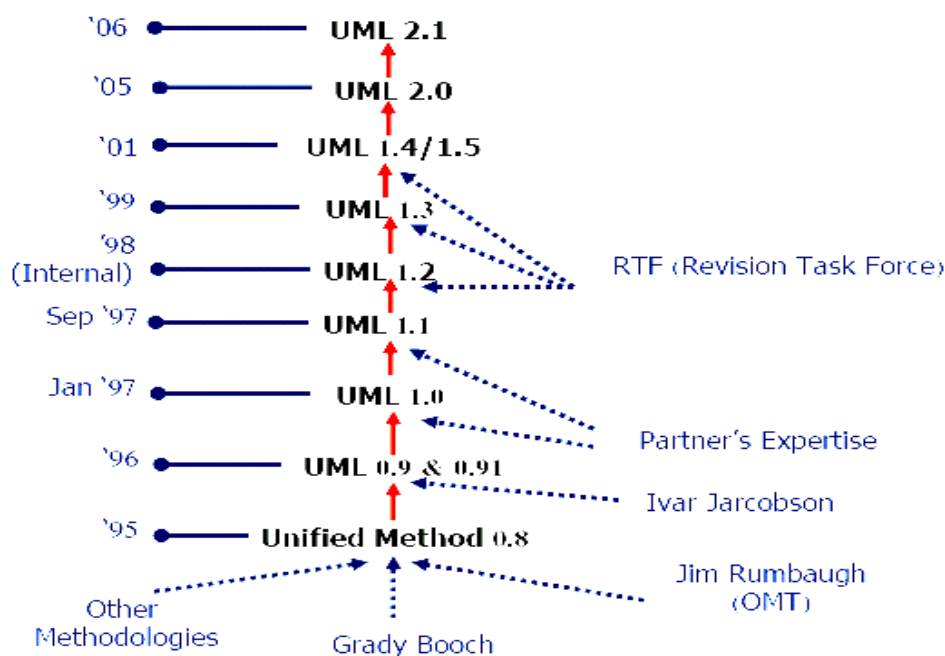 ‘06 UML 2.1
‘05 UML 2.0
‘01 UML 1.4/1.5
‘99 UML 1.3
‘98
(Internal) UML 1.2
RTF (Revision Task Force)
Sep ‘97 UML 1.1
Jan ‘97 UML 1.0
Partner’s Expertise
‘96 UML 0.9 & 0.91
Ivar Jarcobson
‘95 Unified Method 0.8
Jim Rumbaugh
(OMT)
Other
Methodologies
Grady Booch